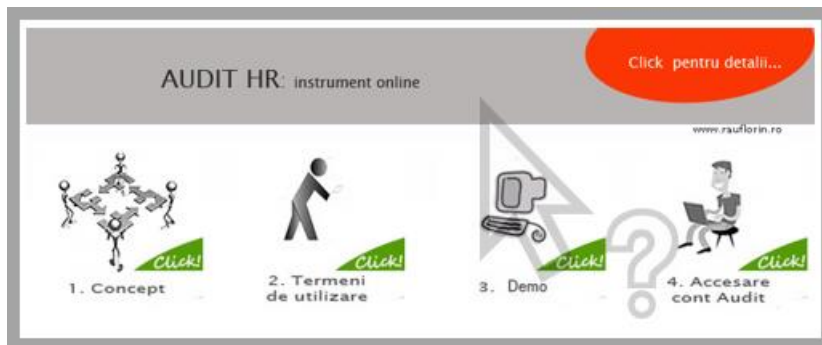 Click pentru detalii...
AUDIT HR: instrument online
www.rauflorin.ro
Click!
Click!
Click!
Click!
1. Concept
2. Termeni
de utilizare
3. Demo
4. Accesare
cont Audit